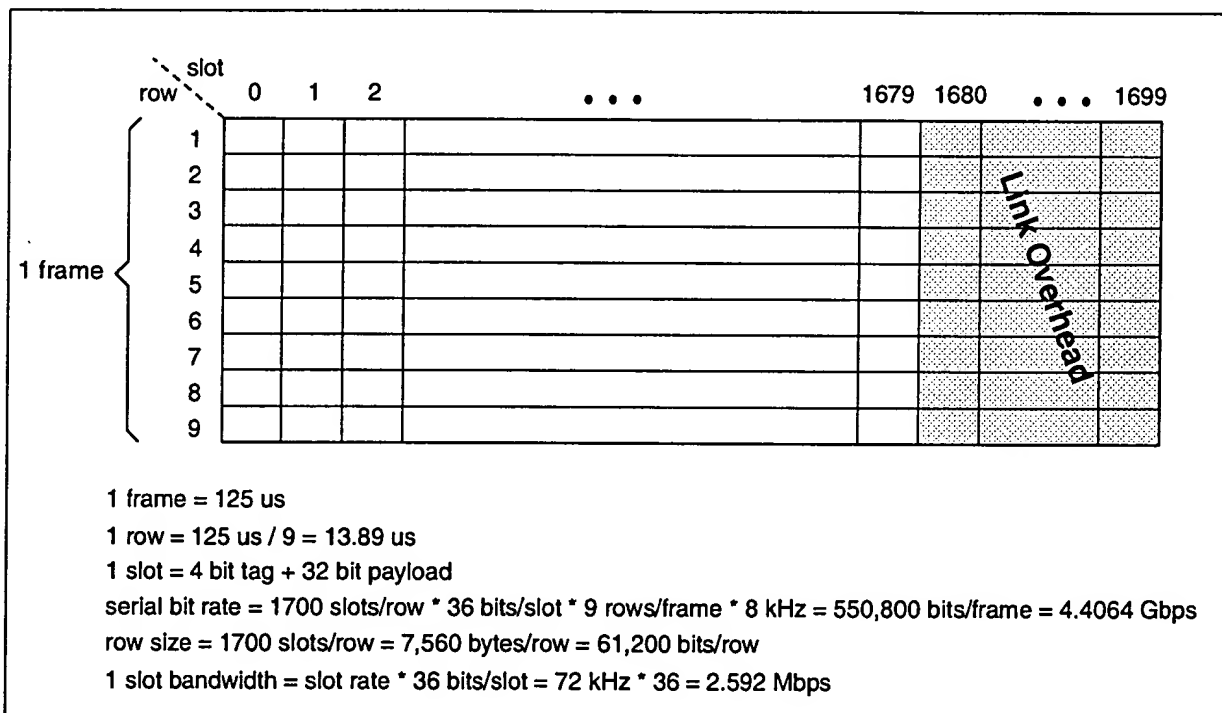 slot
row 0 1 2 • • • 1679 1680 • • • 1699
1
2
3
4
1 frame
5
6
7
8
9
Link Overhead
1 frame = 125 us
1 row = 125 us / 9 = 13.89 us
1 slot = 4 bit tag + 32 bit payload
serial bit rate = 1700 slots/row * 36 bits/slot * 9 rows/frame * 8 kHz = 550,800 bits/frame = 4.4064 Gbps
row size = 1700 slots/row = 7,560 bytes/row = 61,200 bits/row
1 slot bandwidth = slot rate * 36 bits/slot = 72 kHz * 36 = 2.592 Mbps